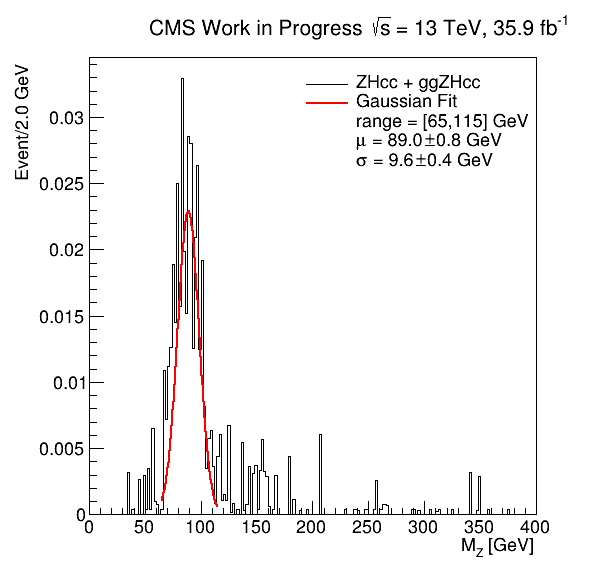 CMS Work in Progress √s = 13 TeV, 35.9 fb⁻¹
Event/2.0 GeV
ZHcc + ggZHcc
Gaussian Fit
range = [65,115] GeV
μ = 89.0±0.8 GeV
σ = 9.6±0.4 GeV
0.03
0.025
0.02
0.015
0.01
0.005
0
0 50 100 150 200 250 300 350 400
M_Z [GeV]